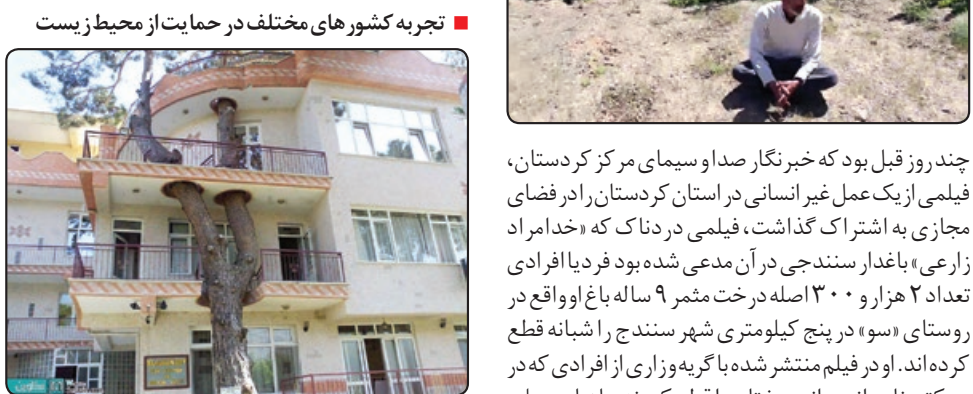 ■ تجربه کشورهای مختلف در حمایت از محیط زیست
چند روز قبل بود که خبرنگار صدا و سیمای مرکز کردستان،
فیلمی از یک عمل غیر انسانی در استان کردستان را در فضای
مجازی به اشتراک گذاشت، فیلمی دردناک که «خدامراد
زارعی» باغدار سنندجی در آن مدعی شده بود فرد یا افرادی
تعداد ۲ هزار و ۳۰۰ اصله درخت مثمر ۹ ساله باغ او واقع در
روستای «سو» در پنج کیلومتری شهر سنندج را شبانه قطع
کرده‌اند. او در فیلم منتشر شده با گریه و زاری از افرادی که در